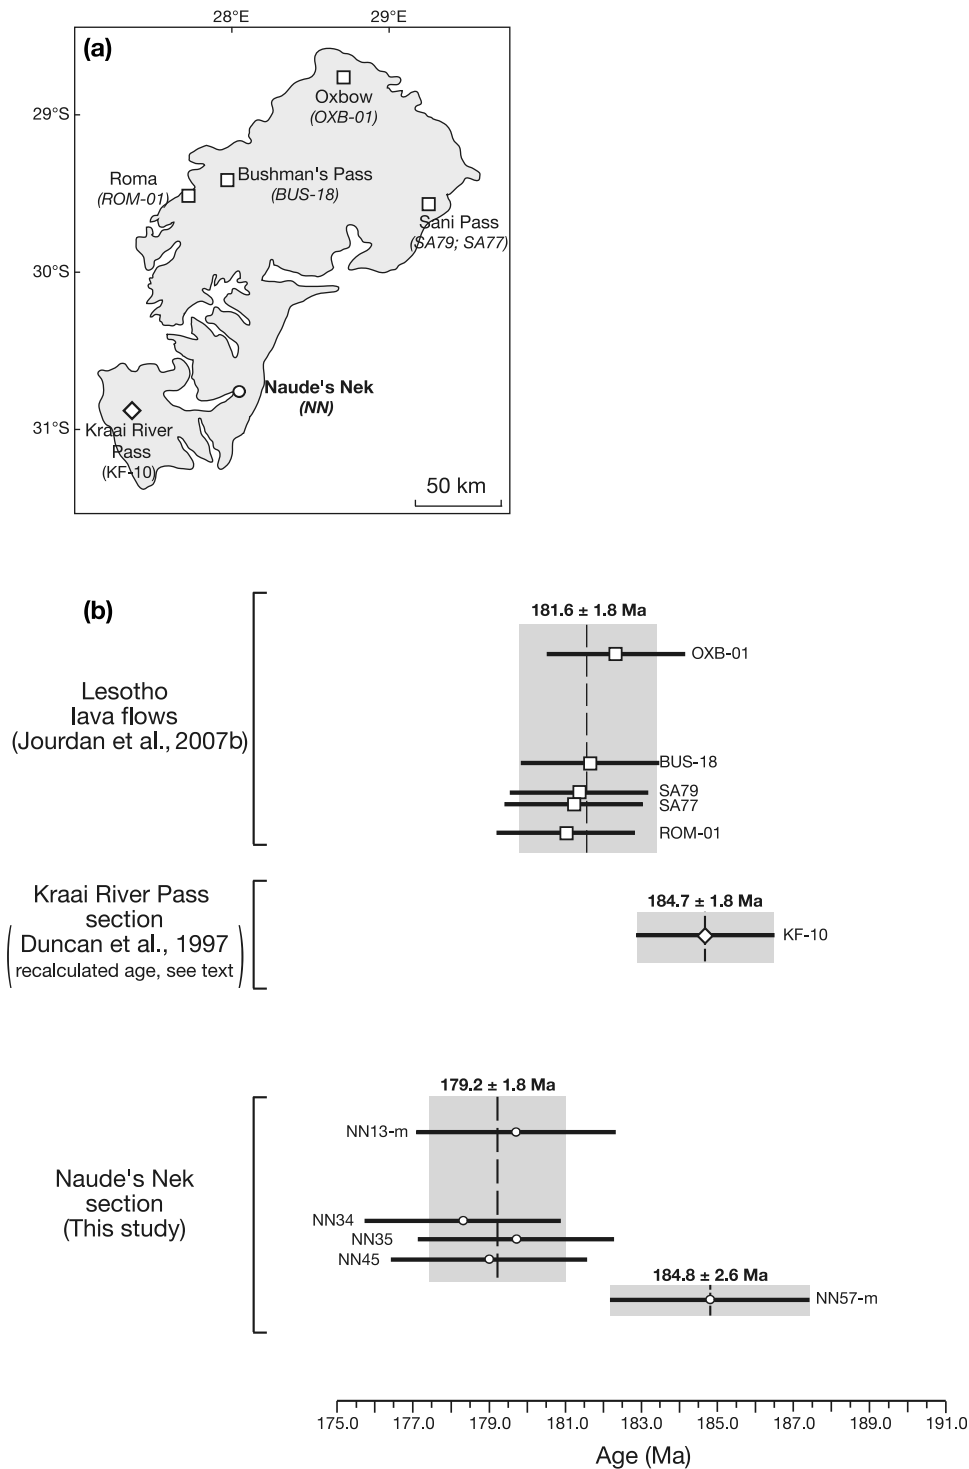 28°E 29°E
(a)
Oxbow
(OXB-01)
29°S
Roma
(ROM-01)
Bushman's Pass
(BUS-18)
Sani Pass
(SA79; SA77)
30°S
Naude's Nek
(NN)
31°S
Kraai River
Pass
(KF-10)
50 km
(b)
181.6 ± 1.8 Ma
OXB-01
Lesotho
lava flows
(Jourdan et al., 2007b)
BUS-18
SA79
SA77
ROM-01
Kraai River Pass
section
Duncan et al., 1997
(recalculated age, see text)
184.7 ± 1.8 Ma
KF-10
179.2 ± 1.8 Ma
NN13-m
Naude's Nek
section
(This study)
NN34
NN35
NN45
184.8 ± 2.6 Ma
NN57-m
175.0 177.0 179.0 181.0 183.0 185.0 187.0 189.0 191.0
Age (Ma)